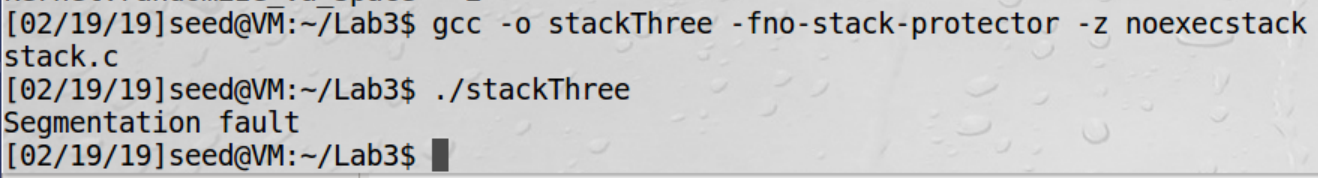 [02/19/19]seed@VM:~/Lab3$ gcc -o stackThree -fno-stack-protector -z noexecstack
stack.c
[02/19/19]seed@VM:~/Lab3$ ./stackThree
Segmentation fault
[02/19/19]seed@VM:~/Lab3$